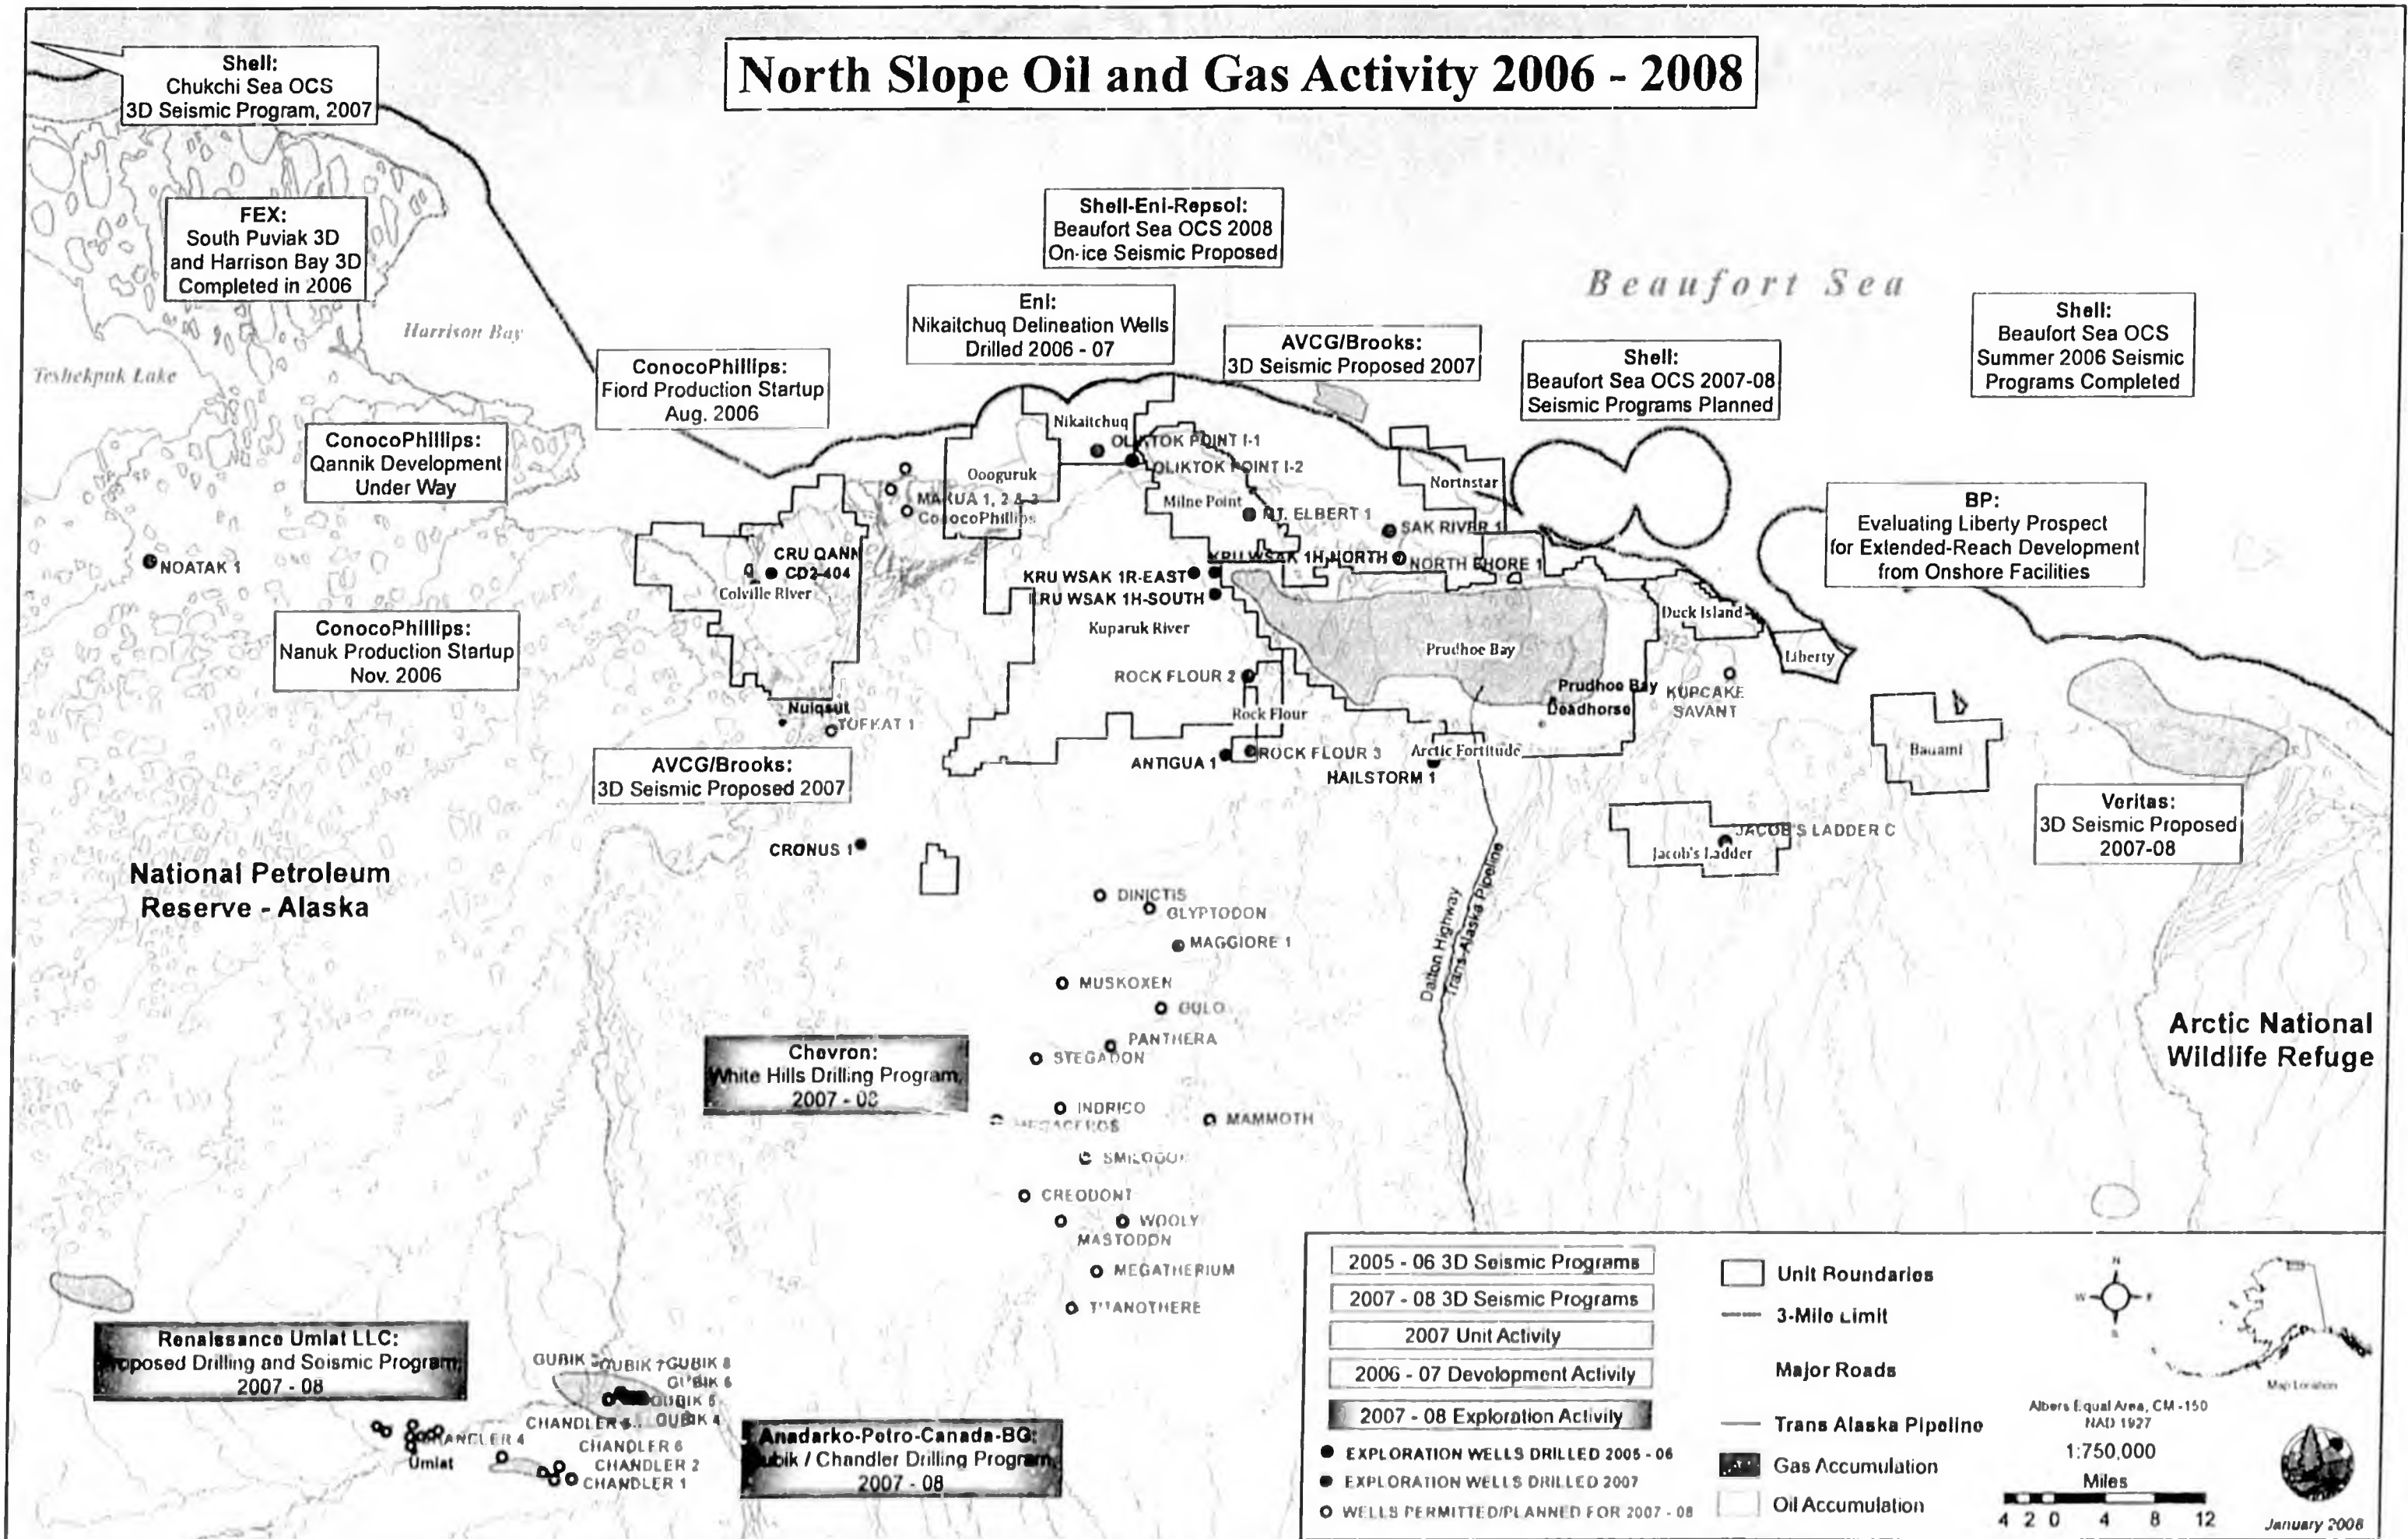 North Slope Oil and Gas Activity 2006 - 2008
Shell:
Chukchi Sea OCS
3D Seismic Program, 2007
FEX:
South Puviak 3D
and Harrison Bay 3D
Completed in 2006
Shell-Eni-Repsol:
Beaufort Sea OCS 2008
On-ice Seismic Proposed
Beaufort Sea
Eni:
Nikaitchuq Delineation Wells
Drilled 2006 - 07
AVCG/Brooks:
3D Seismic Proposed 2007
Shell:
Beaufort Sea OCS 2007-08
Seismic Programs Planned
Shell:
Beaufort Sea OCS
Summer 2006 Seismic
Programs Completed
Harrison Bay
Teshekpuk Lake
ConocoPhillips:
Fiord Production Startup
Aug. 2006
ConocoPhillips:
Qannik Development
Under Way
Nikaitchuq
OLIKTOK POINT I-1
OLIKTOK POINT I-2
Oooguruk
MAKUA 1, 2 & 3
ConocoPhillips
Milne Point
MT. ELBERT 1
Northstar
SAK RIVER 1
BP:
Evaluating Liberty Prospect
for Extended-Reach Development
from Onshore Facilities
NOATAK 1
CRU QANN
CD2-404
Colville River
KRU WSAK 1H-NORTH
NORTH SHORE 1
KRU WSAK 1R-EAST
KRU WSAK 1H-SOUTH
Kuparuk River
Duck Island
Liberty
Prudhoe Bay
ConocoPhillips:
Nanuk Production Startup
Nov. 2006
ROCK FLOUR 2
Rock Flour
Prudhoe Bay
Deadhorse
KUPCAKE
SAVANT
Nuiqsut
TOFKAT 1
ANTIGUA 1
ROCK FLOUR 3
Arctic Fortitude
HAILSTORM 1
Badami
AVCG/Brooks:
3D Seismic Proposed 2007
Veritas:
3D Seismic Proposed
2007-08
CRONUS 1
JACOB'S LADDER C
Jacob's Ladder
National Petroleum
Reserve - Alaska
Dalton Highway
Trans-Alaska Pipeline
DINICTIS
GLYPTODON
MAGGIORE 1
MUSKOXEN
GULO
PANTHERA
STEGADON
Arctic National
Wildlife Refuge
Chevron:
White Hills Drilling Program,
2007 - 08
INDRICO
MEGACEROS
MAMMOTH
CREODONT
WOOLY
MASTODON
MEGATHERIUM
TITANOTHERE
Renaissance Umiat LLC:
Proposed Drilling and Seismic Program,
2007 - 08
GUBIK 7
GUBIK 8
GUBIK 6
GUBIK 5
GUBIK 4
CHANDLER 4
CHANDLER 6
CHANDLER 2
CHANDLER 1
Umiat
Anadarko-Petro-Canada-BG:
Gubik / Chandler Drilling Program,
2007 - 08
2005 - 06 3D Seismic Programs
2007 - 08 3D Seismic Programs
2007 Unit Activity
2006 - 07 Development Activity
2007 - 08 Exploration Activity
EXPLORATION WELLS DRILLED 2005 - 06
EXPLORATION WELLS DRILLED 2007
WELLS PERMITTED/PLANNED FOR 2007 - 08
Unit Boundaries
3-Mile Limit
Major Roads
Trans Alaska Pipeline
Gas Accumulation
Oil Accumulation
N
W
E
S
Map Location
Albers Equal Area, CM -150
NAD 1927
1:750,000
Miles
4 2 0 4 8 12
January 2008